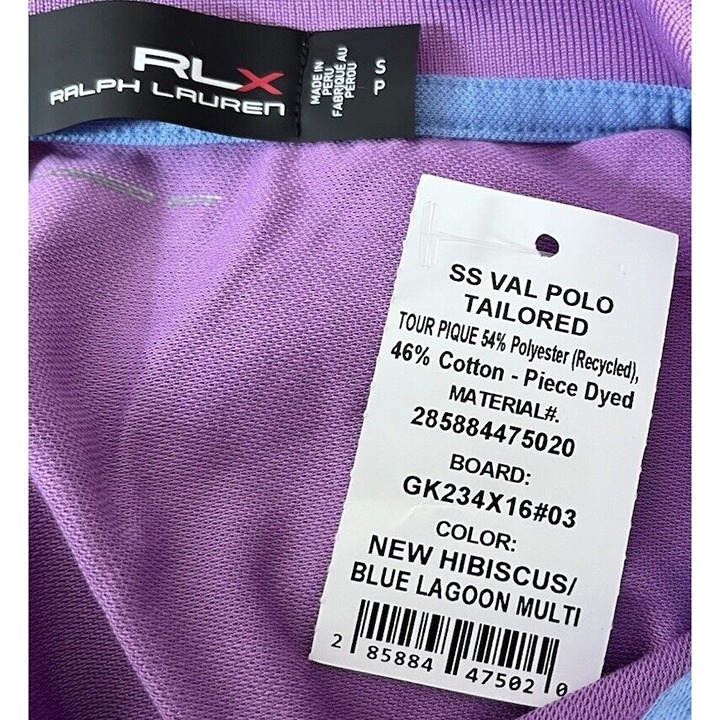 RLX
RALPH LAUREN
MADE IN
PERU
FABRIQUÉ AU
PEROU
S
P
SS VAL POLO
TAILORED
TOUR PIQUE 54% Polyester (Recycled),
46% Cotton - Piece Dyed
MATERIAL#.
285884475020
BOARD:
GK234X16#03
COLOR:
NEW HIBISCUS/
BLUE LAGOON MULTI
2 85884 47502 0